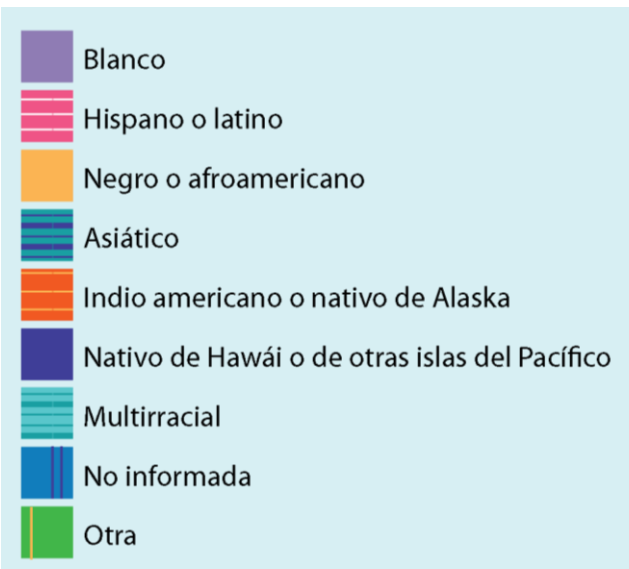 Blanco
Hispano o latino
Negro o afroamericano
Asiático
Indio americano o nativo de Alaska
Nativo de Hawái o de otras islas del Pacífico
Multirracial
No informada
Otra